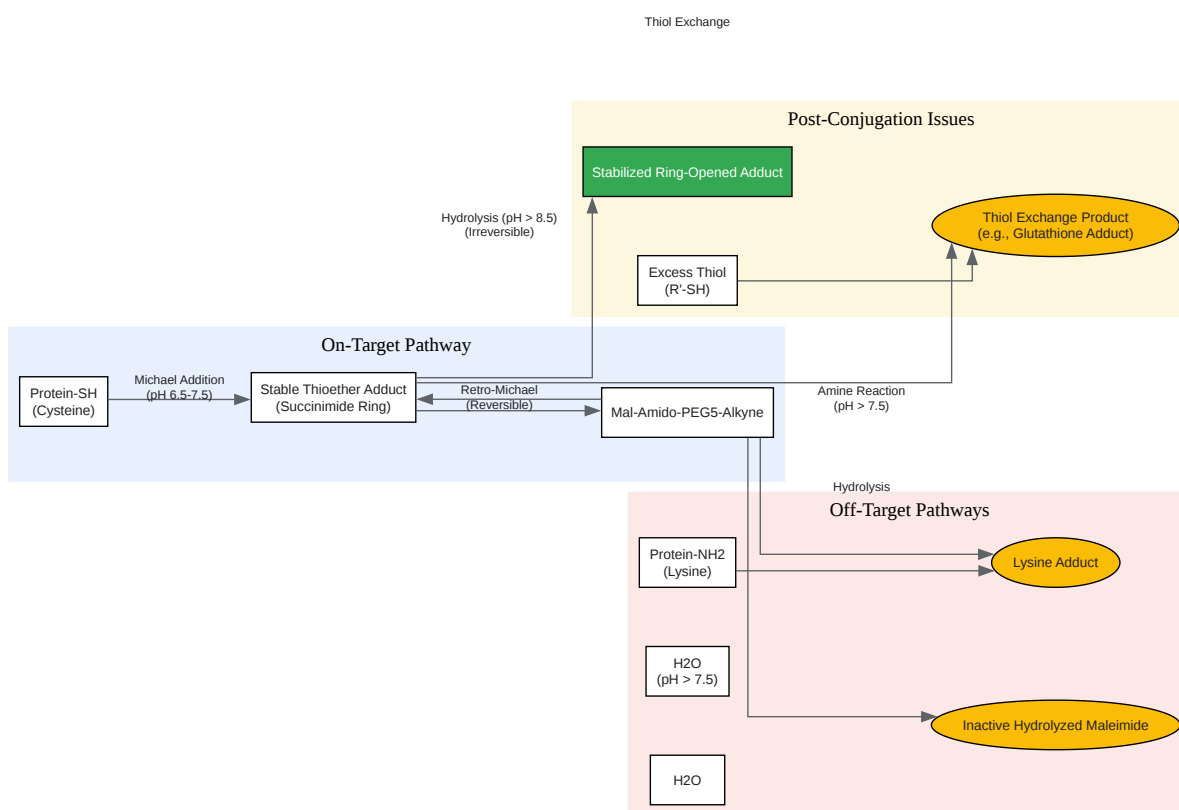 Thiol Exchange
Post-Conjugation Issues
Stabilized Ring-Opened Adduct
Thiol Exchange Product
(e.g., Glutathione Adduct)
Hydrolysis (pH > 8.5)
(Irreversible)
Excess Thiol
(R'-SH)
On-Target Pathway
Protein-SH
(Cysteine)
Michael Addition
(pH 6.5-7.5)
Stable Thioether Adduct
(Succinimide Ring)
Retro-Michael
(Reversible)
Mal-Amido-PEG5-Alkyne
Amine Reaction
(pH > 7.5)
Hydrolysis
Off-Target Pathways
Protein-NH2
(Lysine)
Lysine Adduct
H2O
(pH > 7.5)
Inactive Hydrolyzed Maleimide
H2O